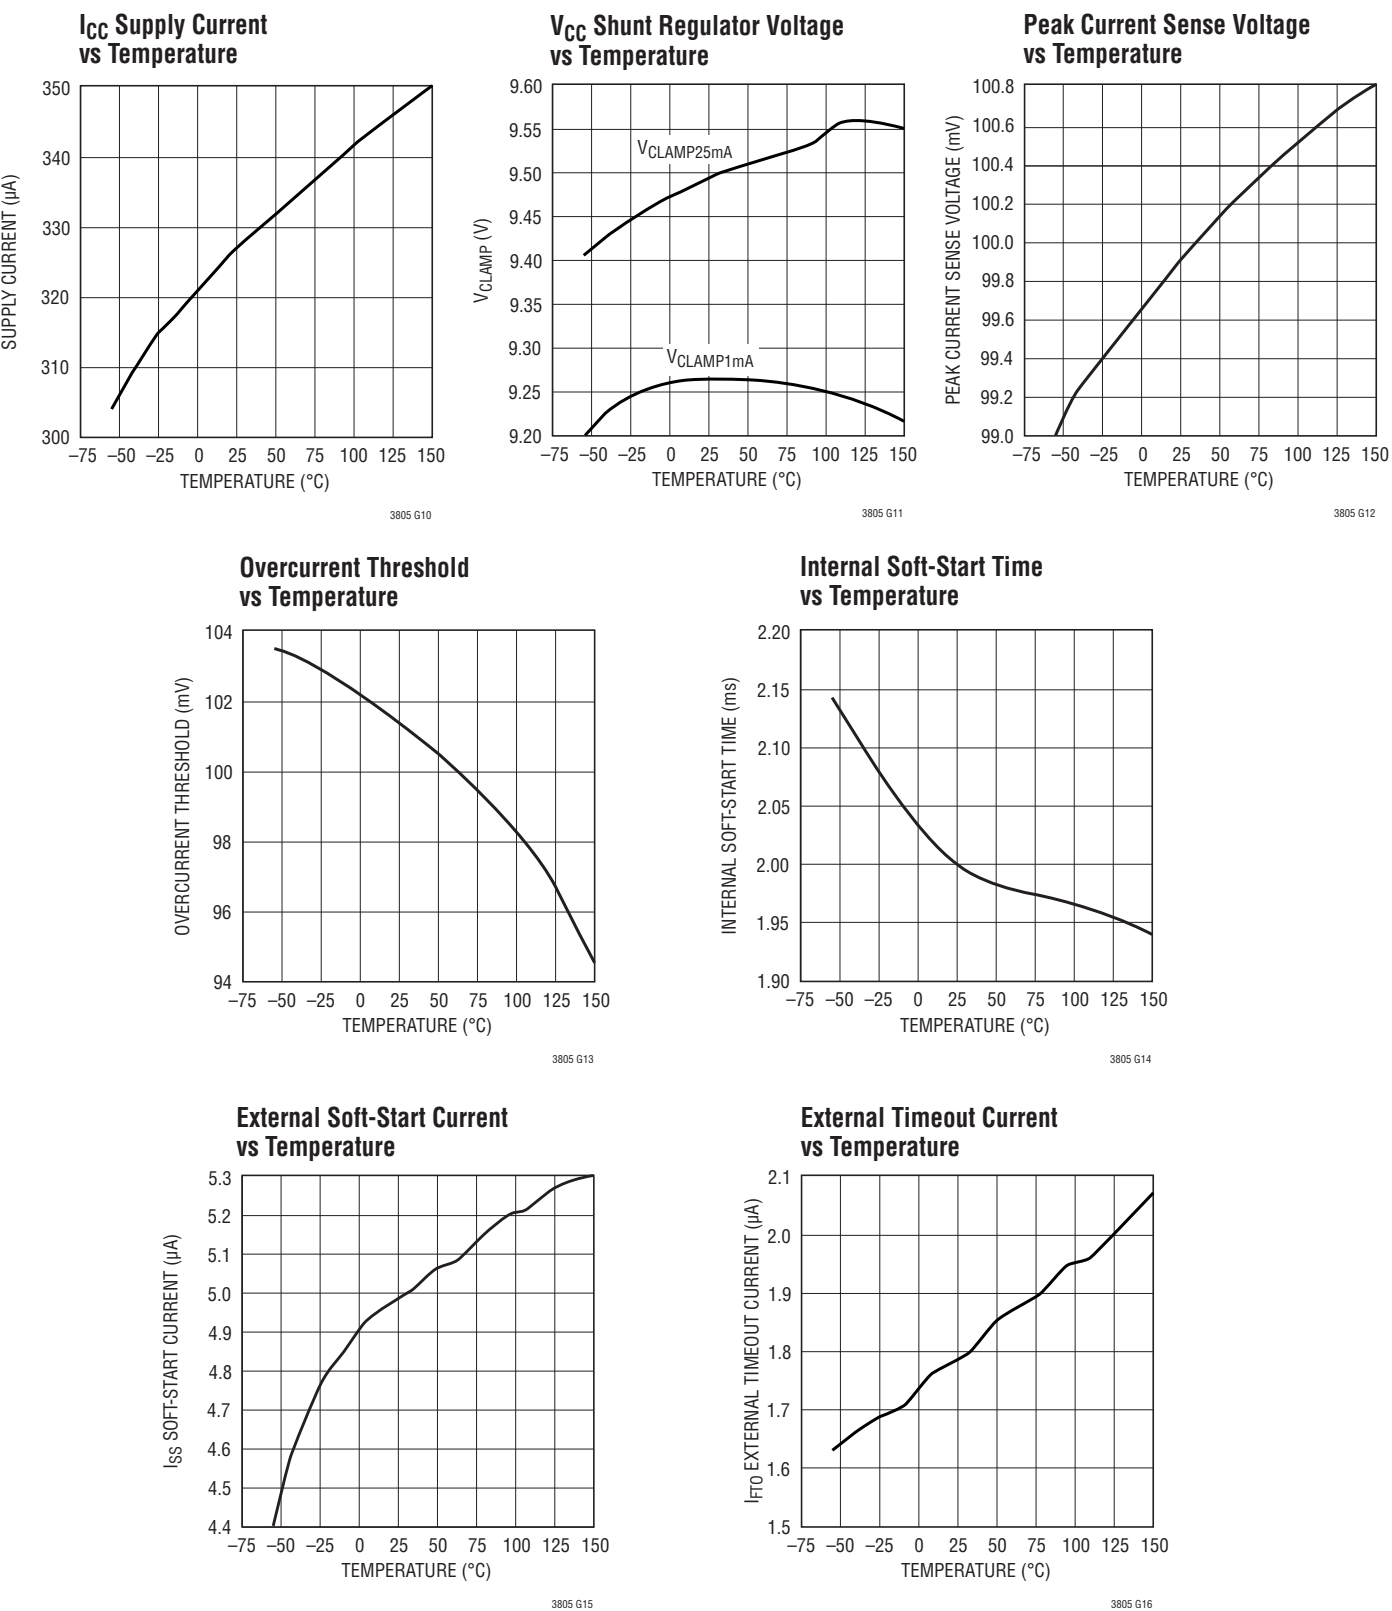 ICC Supply Current
vs Temperature
350
340
330
320
310
300
SUPPLY CURRENT (µA)
–75 –50 –25 0 25 50 75 100 125 150
TEMPERATURE (°C)
3805 G10
VCC Shunt Regulator Voltage
vs Temperature
9.60
9.55
9.50
9.45
9.40
9.35
9.30
9.25
9.20
VCLAMP (V)
VCLAMP25mA
VCLAMP1mA
–75 –50 –25 0 25 50 75 100 125 150
TEMPERATURE (°C)
3805 G11
Peak Current Sense Voltage
vs Temperature
100.8
100.6
100.4
100.2
100.0
99.8
99.6
99.4
99.2
99.0
PEAK CURRENT SENSE VOLTAGE (mV)
–75 –50 –25 0 25 50 75 100 125 150
TEMPERATURE (°C)
3805 G12
Overcurrent Threshold
vs Temperature
104
102
100
98
96
94
OVERCURRENT THRESHOLD (mV)
–75 –50 –25 0 25 50 75 100 125 150
TEMPERATURE (°C)
3805 G13
Internal Soft-Start Time
vs Temperature
2.20
2.15
2.10
2.05
2.00
1.95
1.90
INTERNAL SOFT-START TIME (ms)
–75 –50 –25 0 25 50 75 100 125 150
TEMPERATURE (°C)
3805 G14
External Soft-Start Current
vs Temperature
5.3
5.2
5.1
5.0
4.9
4.8
4.7
4.6
4.5
4.4
ISS SOFT-START CURRENT (µA)
–75 –50 –25 0 25 50 75 100 125 150
TEMPERATURE (°C)
3805 G15
External Timeout Current
vs Temperature
2.1
2.0
1.9
1.8
1.7
1.6
1.5
IFTO EXTERNAL TIMEOUT CURRENT (µA)
–75 –50 –25 0 25 50 75 100 125 150
TEMPERATURE (°C)
3805 G16